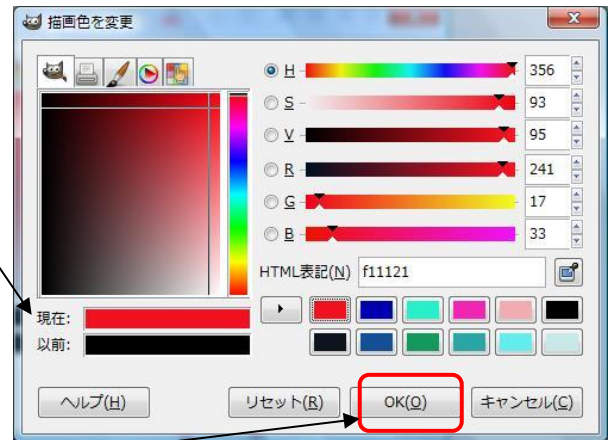 描画色を変更
H 356
S 93
V 95
R 241
G 17
B 33
HTML表記(N) f11121
現在:
以前:
ヘルプ(H) リセット(R) OK(O) キャンセル(C)